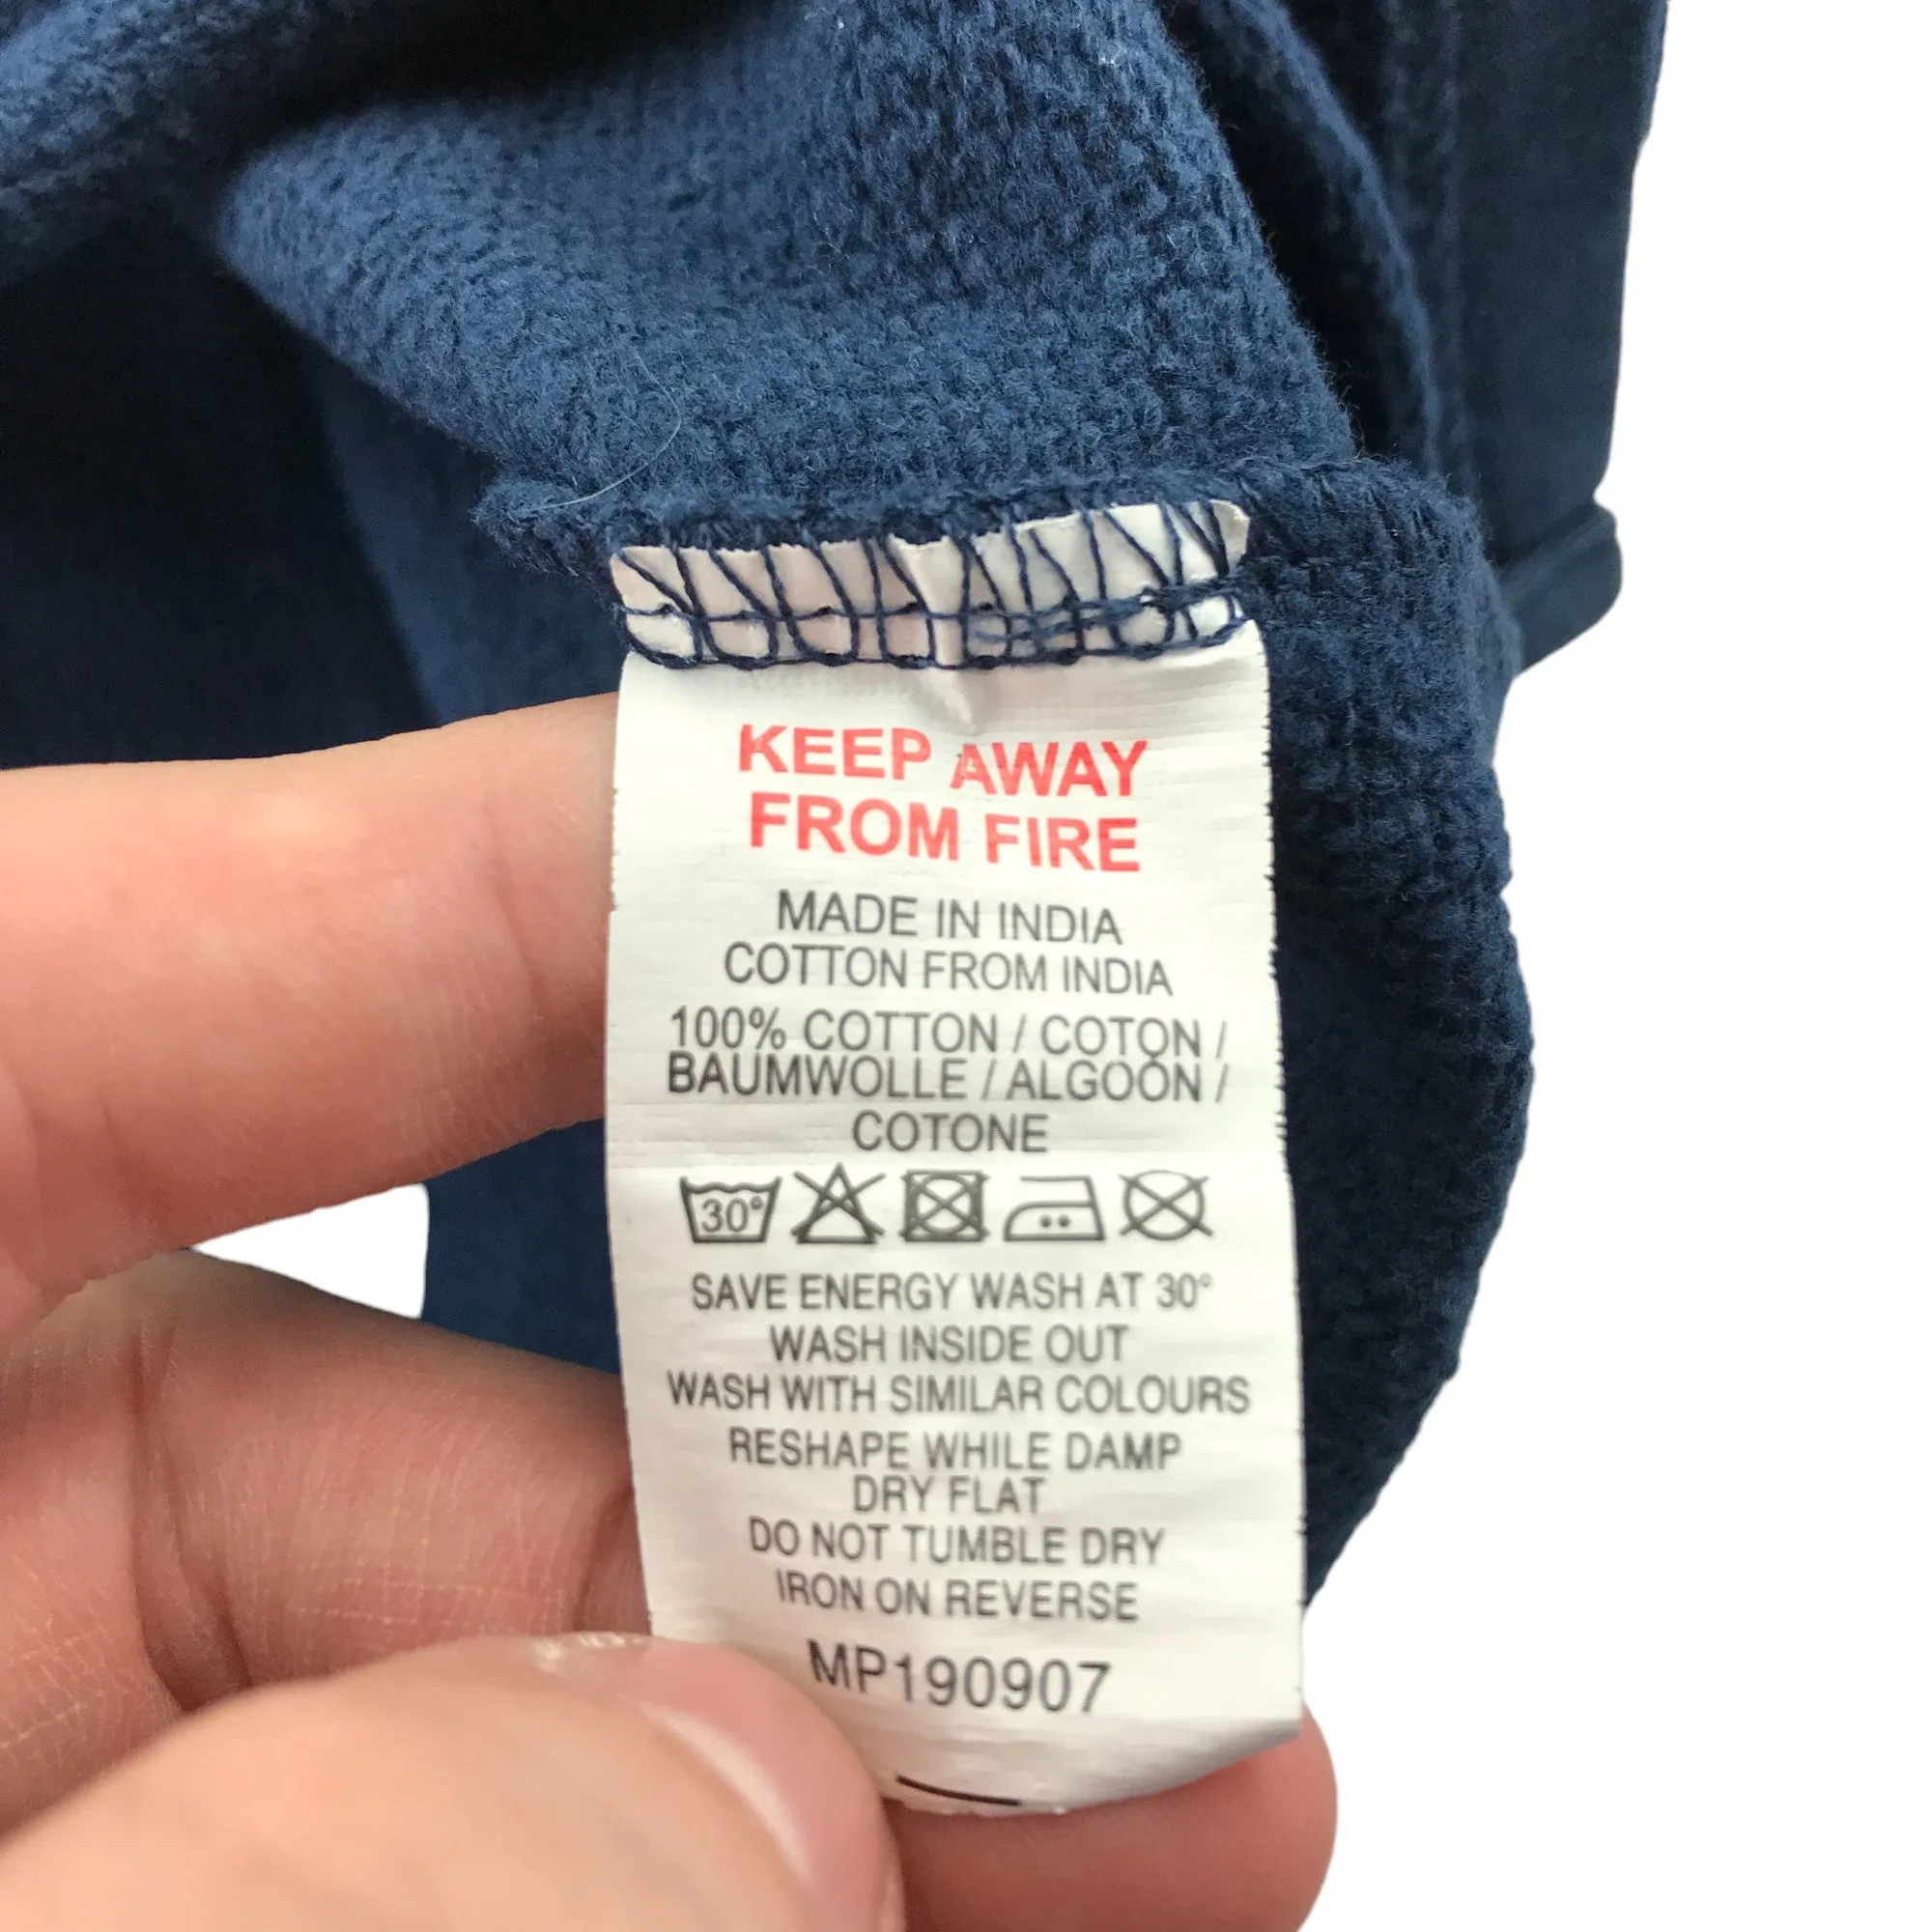 KEEP AWAY
FROM FIRE
MADE IN INDIA
COTTON FROM INDIA
100% COTTON / COTON /
BAUMWOLLE / ALGOÓN /
COTONE
30°
SAVE ENERGY WASH AT 30°
WASH INSIDE OUT
WASH WITH SIMILAR COLOURS
RESHAPE WHILE DAMP
DRY FLAT
DO NOT TUMBLE DRY
IRON ON REVERSE
MP190907